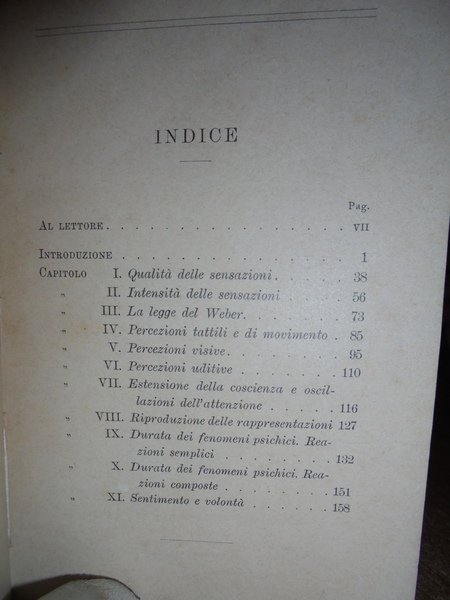 INDICE
Pag.
AL LETTORE . . . . . . . . . . . . VII
INTRODUZIONE . . . . . . . . . . . 1
CAPITOLO I. Qualità delle sensazioni . . . . . 38
„ II. Intensità delle sensazioni . . . . . 56
„ III. La legge del Weber. . . . . . . 73
„ IV. Percezioni tattili e di movimento . 85
„ V. Percezioni visive . . . . . . . . 95
„ VI. Percezioni uditive . . . . . . . 110
„ VII. Estensione della coscienza e oscil-
lazioni dell'attenzione . . . . . 116
„ VIII. Riproduzione delle rappresentazioni 127
„ IX. Durata dei fenomeni psichici. Rea-
zioni semplici . . . . . . . . 132
„ X. Durata dei fenomeni psichici. Rea-
zioni composte . . . . . . . . 151
„ XI. Sentimento e volontà . . . . . . 158